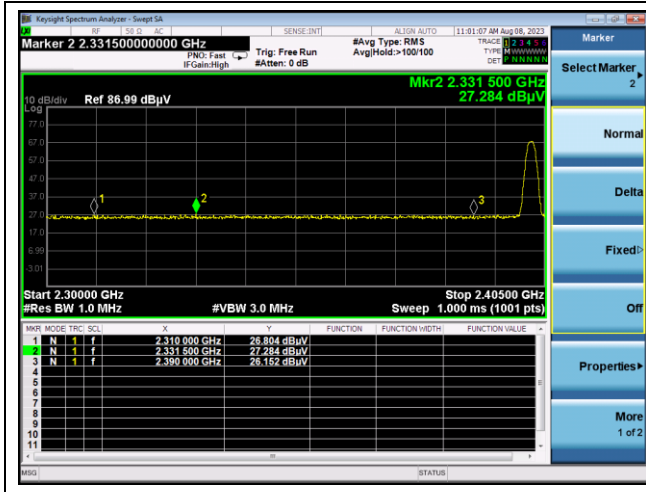 Keysight Spectrum Analyzer - Swept SA
RF 50 Ω AC SENSE:INT ALIGN AUTO 11:01:07 AM Aug 08, 2023
Marker 2 2.331500000000 GHz
PNO: Fast
IFGain:High
Trig: Free Run
#Atten: 0 dB
#Avg Type: RMS
Avg|Hold:>100/100
TRACE 1 2 3 4 5 6
TYPE MWWWWW
DET P NNNNN
Mkr2 2.331 500 GHz
27.284 dBµV
10 dB/div Ref 86.99 dBµV
Log
77.0
67.0
57.0
47.0
37.0
27.0
17.0
6.99
-3.01
1
2
3
Start 2.30000 GHz Stop 2.40500 GHz
#Res BW 1.0 MHz #VBW 3.0 MHz Sweep 1.000 ms (1001 pts)
MKR MODE TRC SCL X Y FUNCTION FUNCTION WIDTH FUNCTION VALUE
1 N 1 f 2.310 000 GHz 26.804 dBµV
2 N 1 f 2.331 500 GHz 27.284 dBµV
3 N 1 f 2.390 000 GHz 26.152 dBµV
4
5
6
7
8
9
10
11
MSG STATUS
Marker
Select Marker
2
Normal
Delta
Fixed
Off
Properties
More
1 of 2